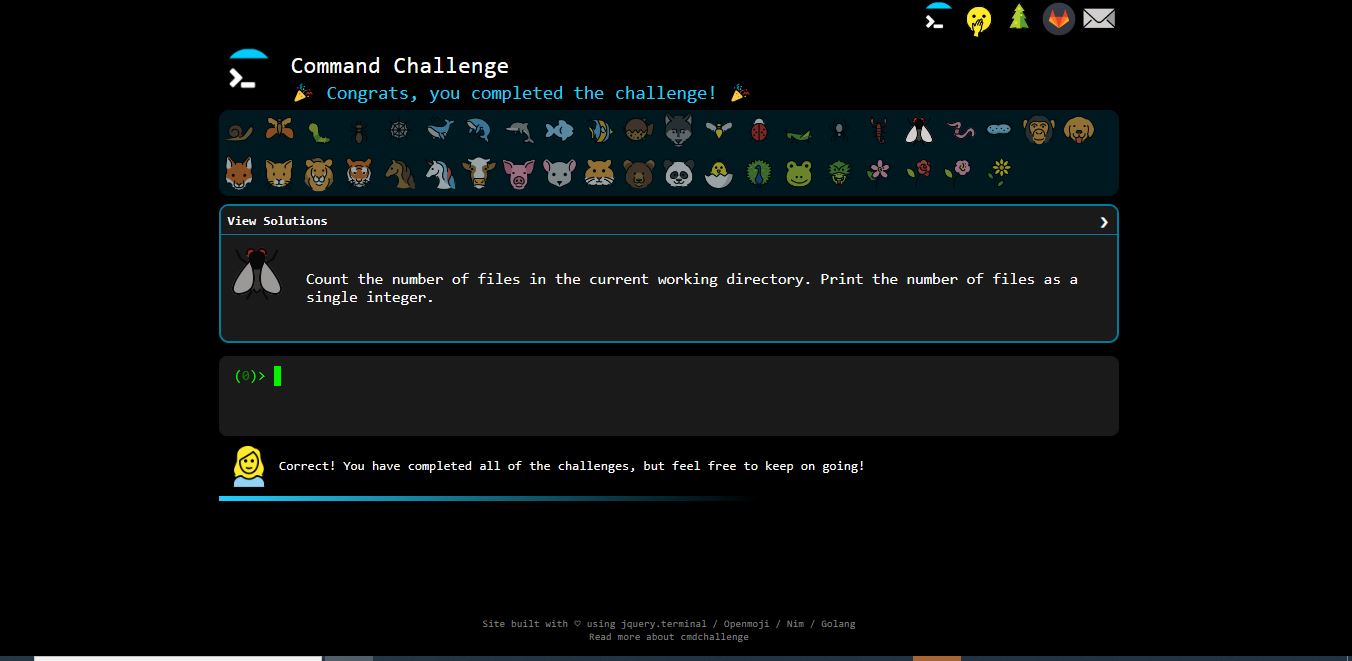 Command Challenge
🎉 Congrats, you completed the challenge! 🎉
View Solutions
Count the number of files in the current working directory. Print the number of files as a
single integer.
(0)>
Correct! You have completed all of the challenges, but feel free to keep on going!
Site built with ♡ using jquery.terminal / Openmoji / Nim / Golang
Read more about cmdchallenge